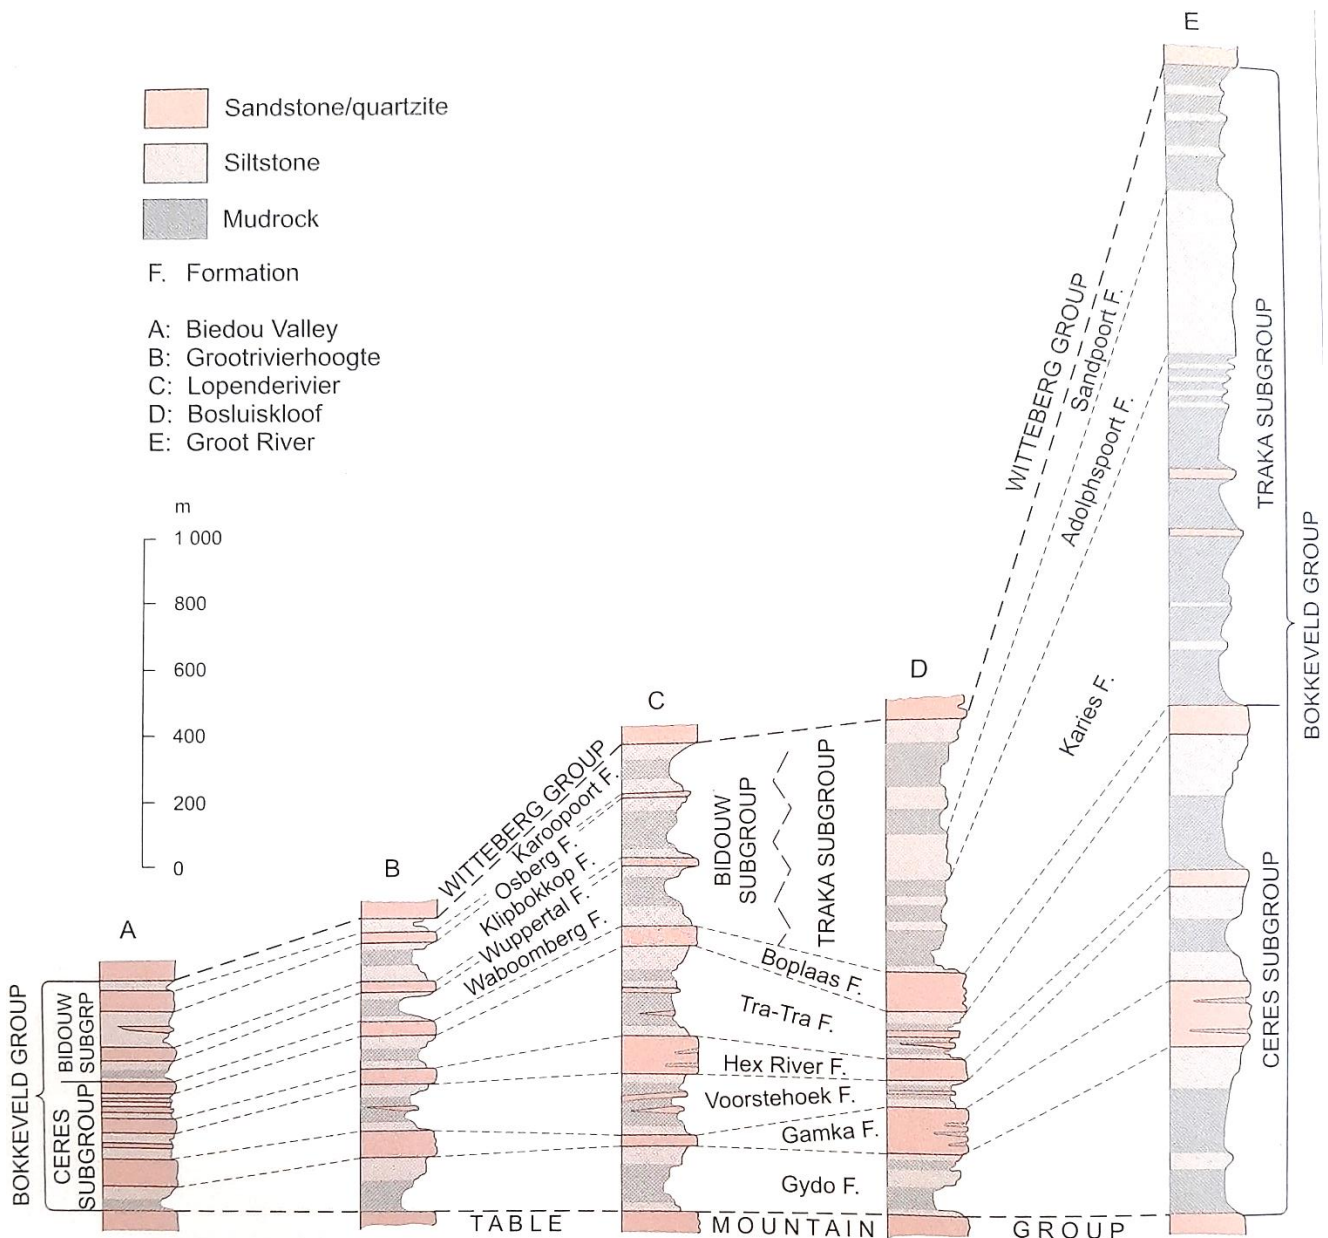 E
Sandstone/quartzite
Siltstone
Mudrock
F. Formation
A: Biedou Valley
B: Grootrivierhoogte
C: Lopenderivier
D: Bosluiskloof
E: Groot River
m
1 000
800
600
400
200
0
A
B
C
D
WITTEBERG GROUP
Karoopoort F.
Osberg F.
Klipbokkop F.
Wuppertal F.
Waboomberg F.
BIDOUW
SUBGROUP
TRAKA SUBGROUP
Boplaas F.
Tra-Tra F.
Hex River F.
Voorstehoek F.
Gamka F.
Gydo F.
WITTEBERG GROUP
Sandpoort F.
Adolphspoort F.
Karies F.
TRAKA SUBGROUP
CERES SUBGROUP
BOKKEVELD GROUP
BOKKEVELD GROUP
BIDOUW
SUBGRP
CERES
SUBGROUP
TABLE MOUNTAIN GROUP